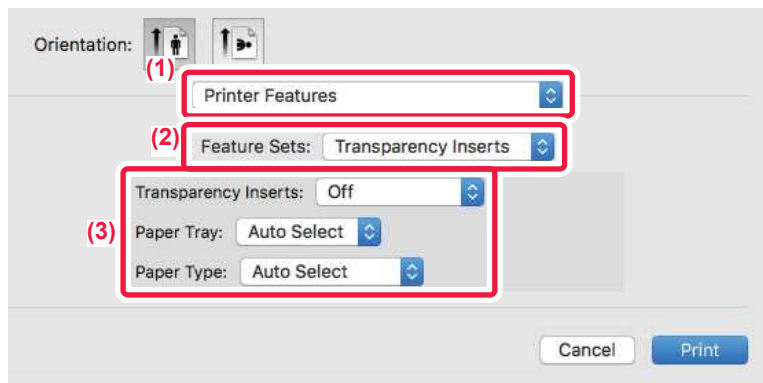 Orientation:
(1)
Printer Features
(2)
Feature Sets: Transparency Inserts
Transparency Inserts: Off
(3)
Paper Tray: Auto Select
Paper Type: Auto Select
Cancel Print